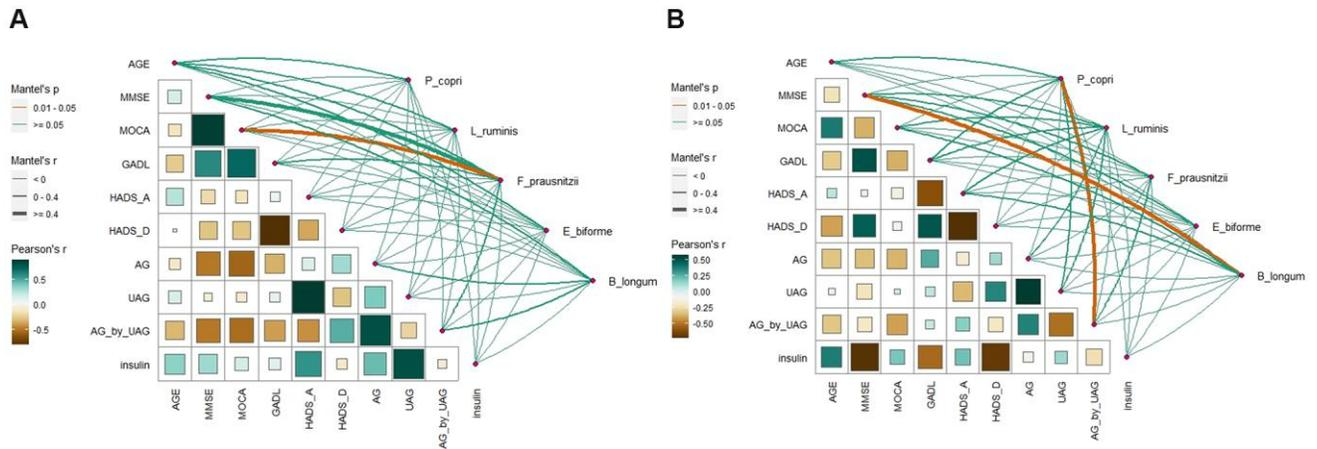 A
AGE
MMSE
MOCA
GADL
HADS_A
HADS_D
AG
UAG
AG_by_UAG
insulin
AGE
MMSE
MOCA
GADL
HADS_A
HADS_D
AG
UAG
AG_by_UAG
insulin
P_copri
L_ruminis
F_prausnitzii
E_biforme
B_longum
Mantel's p
0.01 - 0.05
>= 0.05
Mantel's r
< 0
0 - 0.4
>= 0.4
Pearson's r
0.5
0.0
-0.5
B
AGE
MMSE
MOCA
GADL
HADS_A
HADS_D
AG
UAG
AG_by_UAG
insulin
AGE
MMSE
MOCA
GADL
HADS_A
HADS_D
AG
UAG
AG_by_UAG
insulin
P_copri
L_ruminis
F_prausnitzii
E_biforme
B_longum
Mantel's p
0.01 - 0.05
>= 0.05
Mantel's r
< 0
0 - 0.4
>= 0.4
Pearson's r
0.50
0.25
0.00
-0.25
-0.50